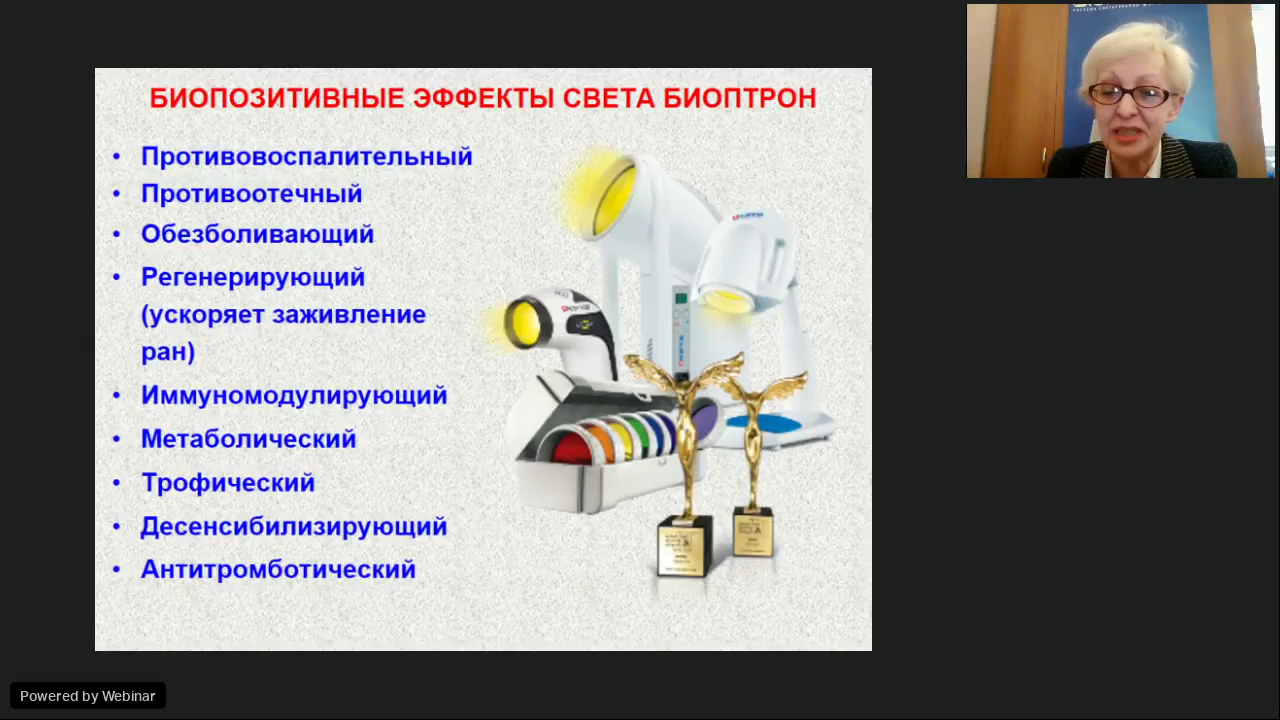 БИОПОЗИТИВНЫЕ ЭФФЕКТЫ СВЕТА БИОПТРОН
• Противовоспалительный
• Противоотечный
• Обезболивающий
• Регенерирующий
(ускоряет заживление
ран)
• Иммуномодулирующий
• Метаболический
• Трофический
• Десенсибилизирующий
• Антитромботический
Powered by Webinar